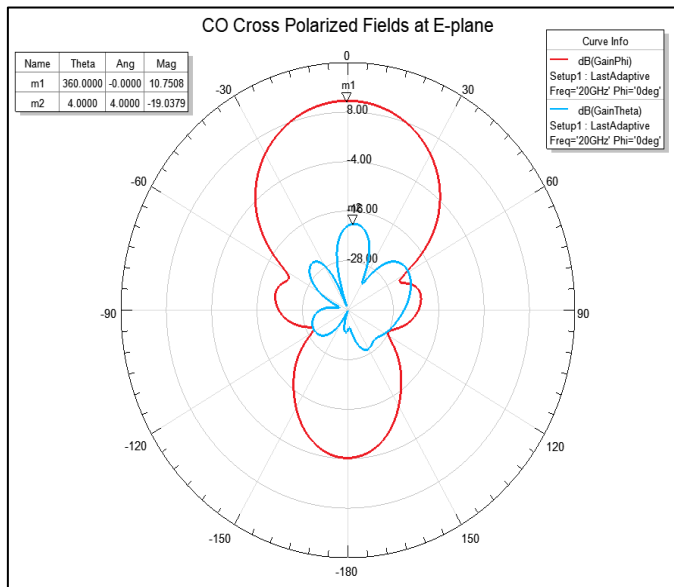 CO Cross Polarized Fields at E-plane
Name Theta Ang Mag
m1 360.0000 -0.0000 10.7508
m2 4.0000 4.0000 -19.0379
Curve Info
dB(GainPhi)
Setup1 : LastAdaptive
Freq='20GHz' Phi='0deg'
dB(GainTheta)
Setup1 : LastAdaptive
Freq='20GHz' Phi='0deg'
0
-30
30
m1
8.00
-60
60
-4.00
m2
-16.00
-28.00
-90
90
-120
120
-150
150
-180